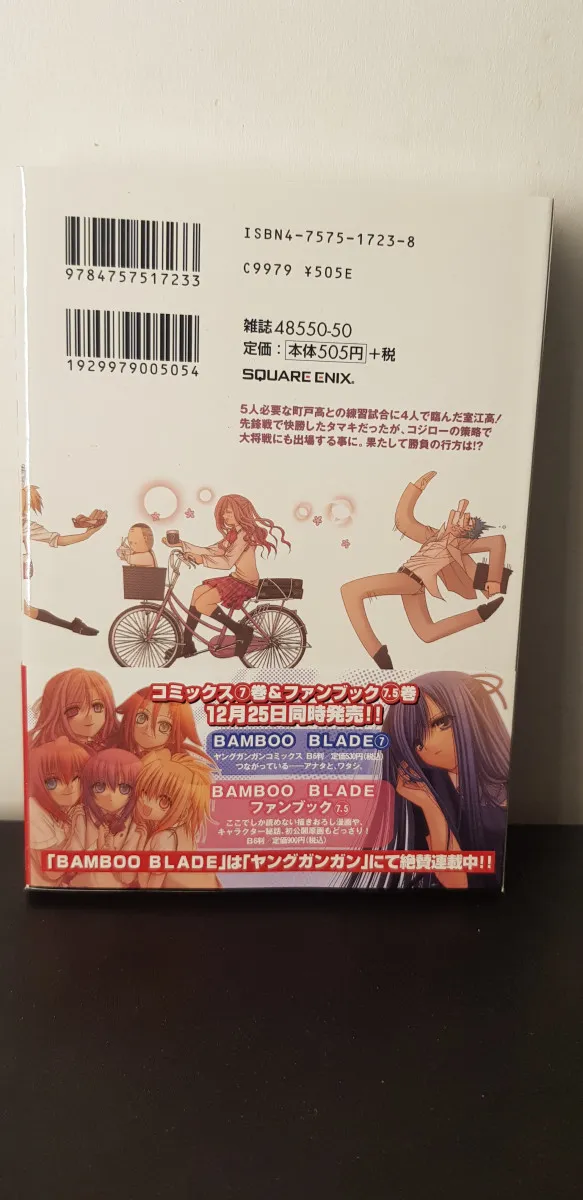 ISBN4-7575-1723-8
9784757517233
C9979 ¥505E
雑誌 48550-50
定価:本体505円+税
1929979005054
SQUARE ENIX.
5人必要な町戸高との練習試合に4人で臨んだ室江高!
先鋒戦で快勝したタマキだったが、コジローの策略で
大将戦にも出場する事に。果たして勝負の行方は!?
コミックス⑦巻&ファンブック7.5巻
12月25日同時発売!!
BAMBOO BLADE⑦
ヤングガンガンコミックス B6判/定価530円(税込)
つながっている——アナタと、ワタシ。
BAMBOO BLADE
ファンブック7.5
ここでしか読めない描きおろし漫画や、
キャラクター秘話、初公開原画もどっさり!
B6判/定価900円(税込)
「BAMBOO BLADE」は「ヤングガンガン」にて絶賛連載中!!